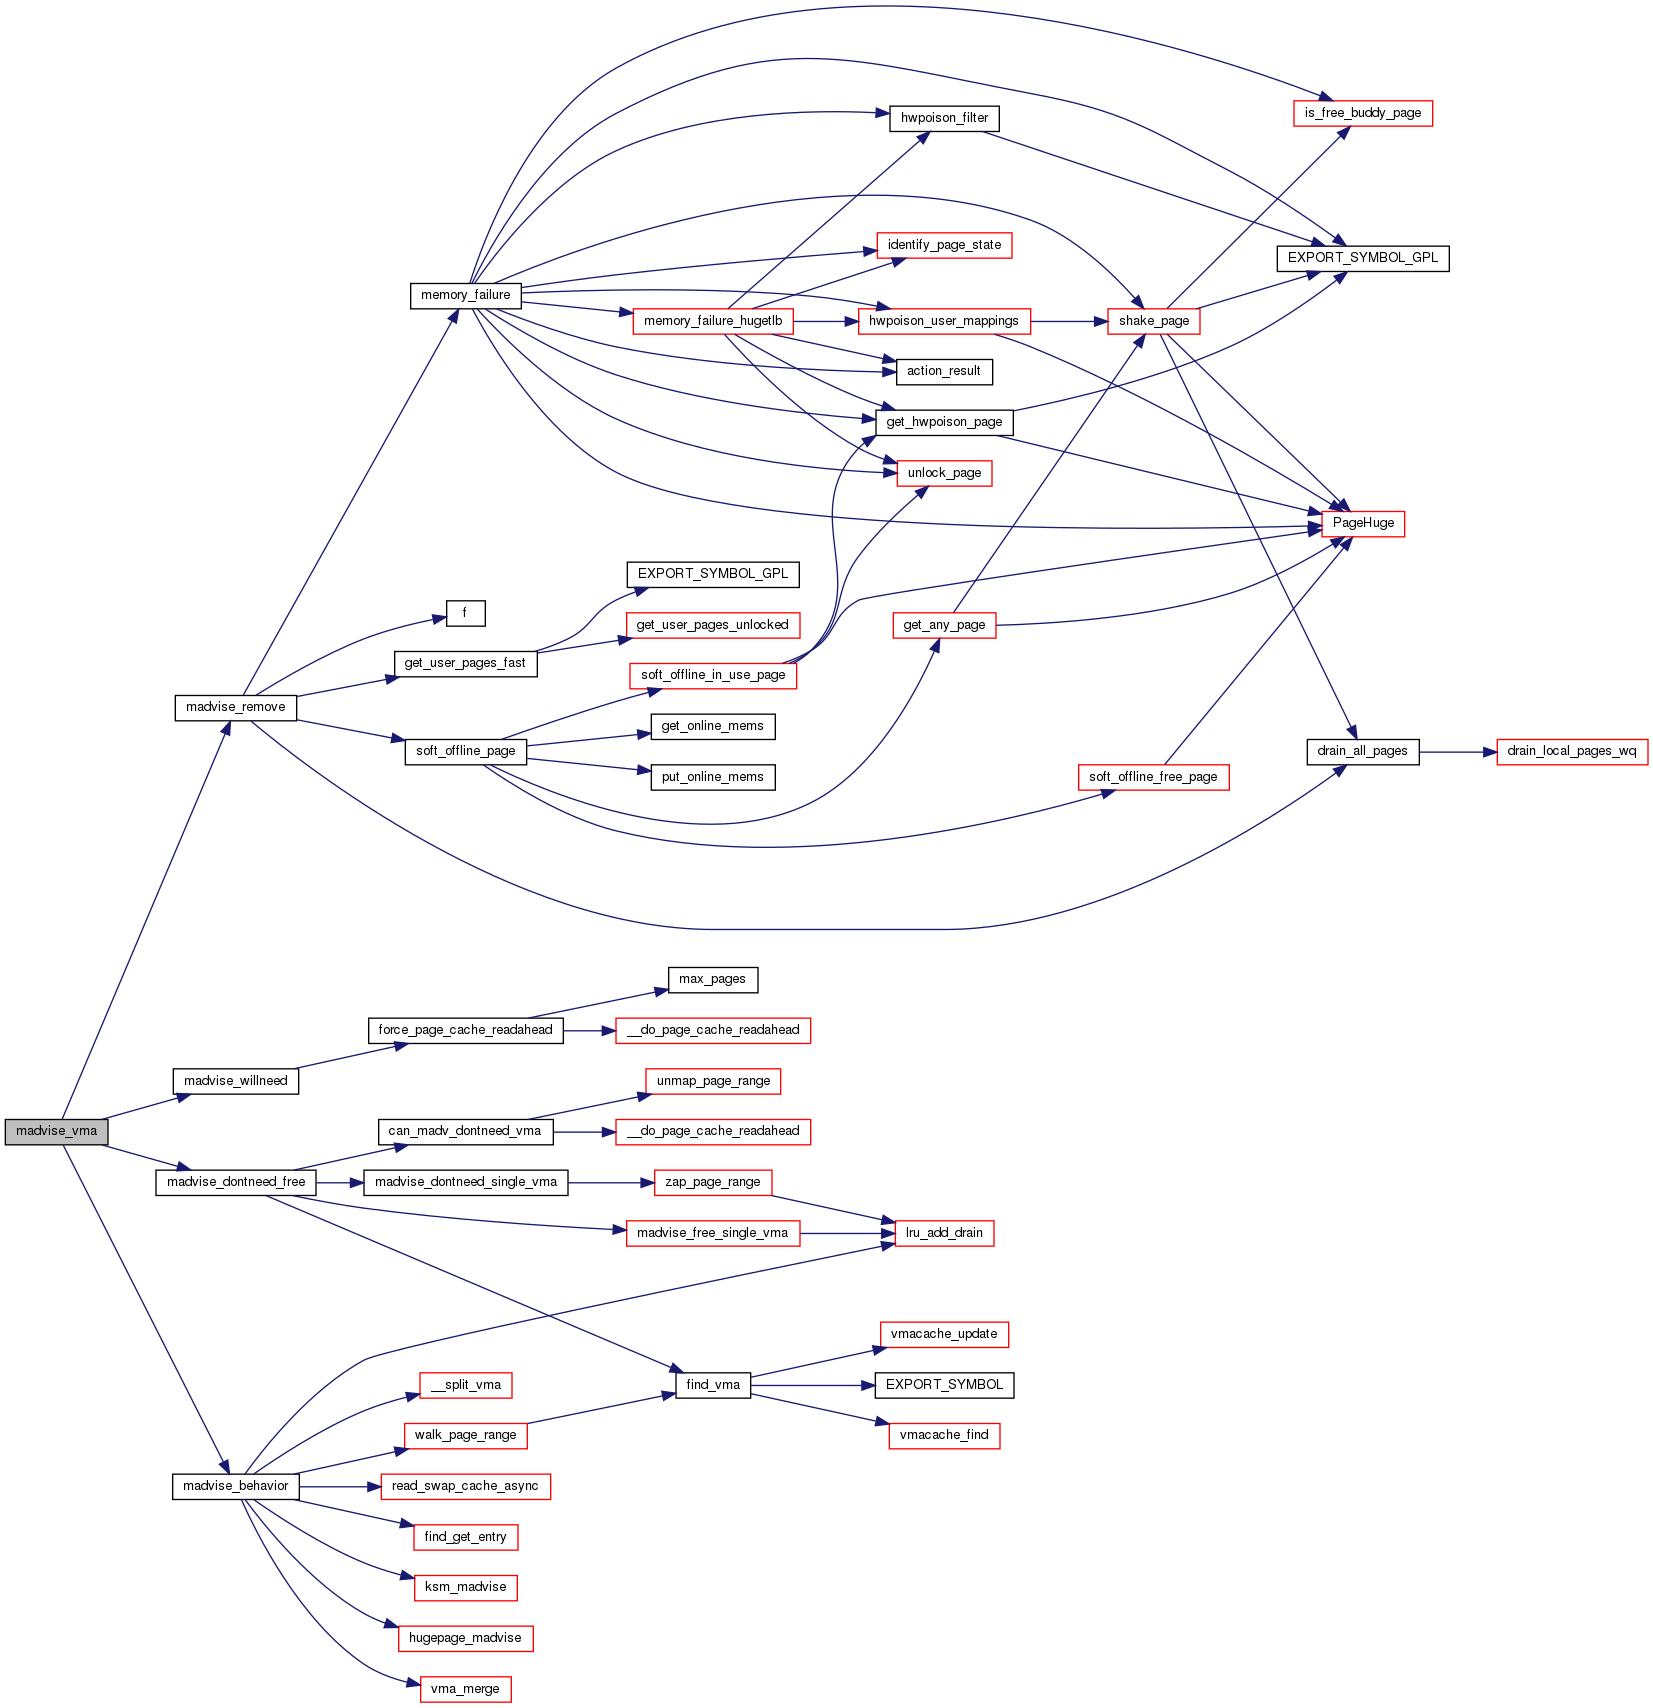 is_free_buddy_page
hwpoison_filter
identify_page_state
EXPORT_SYMBOL_GPL
memory_failure
memory_failure_hugetlb
hwpoison_user_mappings
shake_page
action_result
get_hwpoison_page
unlock_page
PageHuge
EXPORT_SYMBOL_GPL
f
get_user_pages_unlocked
get_any_page
get_user_pages_fast
soft_offline_in_use_page
madvise_remove
get_online_mems
soft_offline_page
drain_all_pages
drain_local_pages_wq
put_online_mems
soft_offline_free_page
max_pages
force_page_cache_readahead
__do_page_cache_readahead
madvise_willneed
unmap_page_range
madvise_vma
can_madv_dontneed_vma
__do_page_cache_readahead
madvise_dontneed_free
madvise_dontneed_single_vma
zap_page_range
madvise_free_single_vma
lru_add_drain
vmacache_update
__split_vma
find_vma
EXPORT_SYMBOL
walk_page_range
vmacache_find
madvise_behavior
read_swap_cache_async
find_get_entry
ksm_madvise
hugepage_madvise
vma_merge